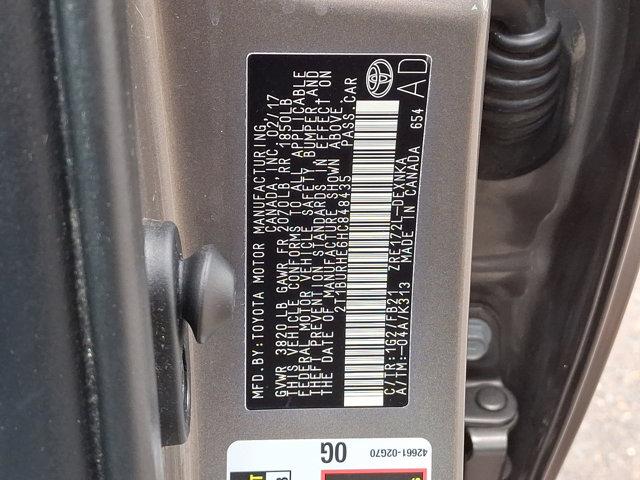 MFD.BY:TOYOTA MOTOR MANUFACTURING,
CANADA, INC. 02/17
GVWR 3820 LB GAWR FR 2070LB,RR 1850LB
THIS VEHICLE CONFORMS TO ALL APPLICABLE
FEDERAL MOTOR VEHICLE SAFETY, BUMPER AND
THEFT PREVENTION STANDARDS IN EFFECT ON
THE DATE OF MANUFACTURE SHOWN ABOVE.
2T1BURHE6HC848435 PASS.CAR
C/TR:1G2/FB21 ZRE172L-DEXNKA
A/TM:-04A/K313 MADE IN CANADA 654
AD
42661-02G70
OG